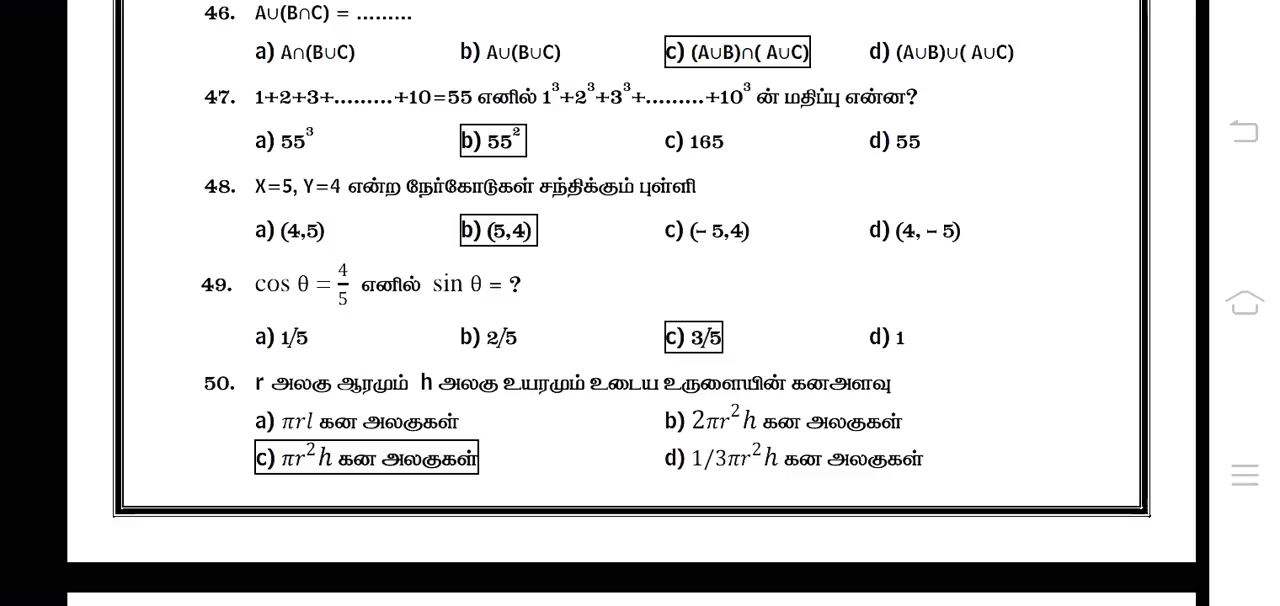 46. A∪(B∩C) = .........
a) A∩(B∪C) b) A∪(B∪C) c) (A∪B)∩( A∪C) d) (A∪B)∪( A∪C)
47. 1+2+3+.........+10=55 எனில் 1³+2³+3³+.........+10³ ன் மதிப்பு என்ன?
a) 55³ b) 55² c) 165 d) 55
48. X=5, Y=4 என்ற நேர்கோடுகள் சந்திக்கும் புள்ளி
a) (4,5) b) (5,4) c) (– 5,4) d) (4, – 5)
49. cos θ = 4/5 எனில் sin θ = ?
a) 1/5 b) 2/5 c) 3/5 d) 1
50. r அலகு ஆரமும் h அலகு உயரமும் உடைய உருளையின் கனஅளவு
a) πrl கன அலகுகள் b) 2πr²h கன அலகுகள்
c) πr²h கன அலகுகள் d) 1/3πr²h கன அலகுகள்